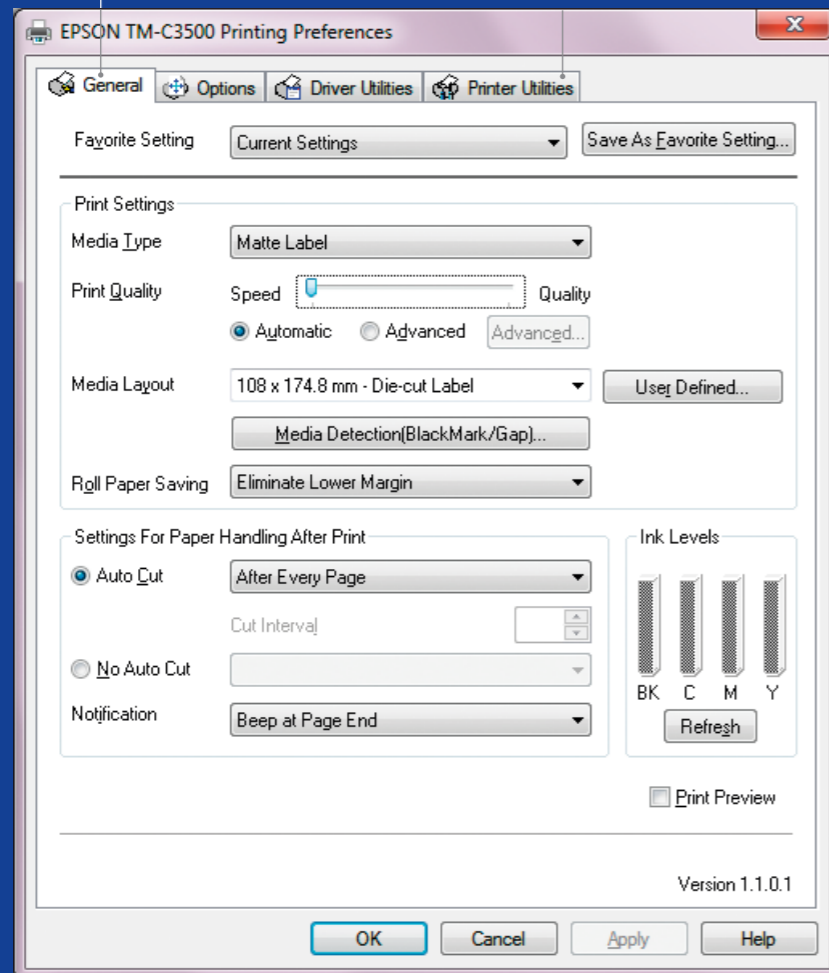 EPSON TM-C3500 Printing Preferences
General Options Driver Utilities Printer Utilities
Favorite Setting Current Settings Save As Favorite Setting...
Print Settings
Media Type Matte Label
Print Quality Speed Quality
Automatic Advanced Advanced...
Media Layout 108 x 174.8 mm - Die-cut Label User Defined...
Media Detection(BlackMark/Gap)...
Roll Paper Saving Eliminate Lower Margin
Settings For Paper Handling After Print Ink Levels
Auto Cut After Every Page
Cut Interval
No Auto Cut
BK C M Y
Notification Beep at Page End
Refresh
Print Preview
Version 1.1.0.1
OK Cancel Apply Help